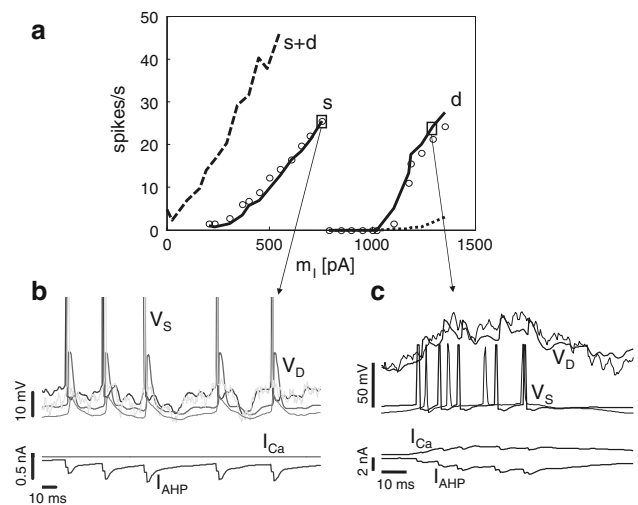 a
50
40
30
20
10
0
spikes/s
0
500
1000
1500
m_I [pA]
s+d
s
d
b
V_S
V_D
10 mV
I_Ca
0.5 nA
I_AHP
10 ms
c
V_D
50 mV
V_S
I_Ca
2 nA
I_AHP
10 ms